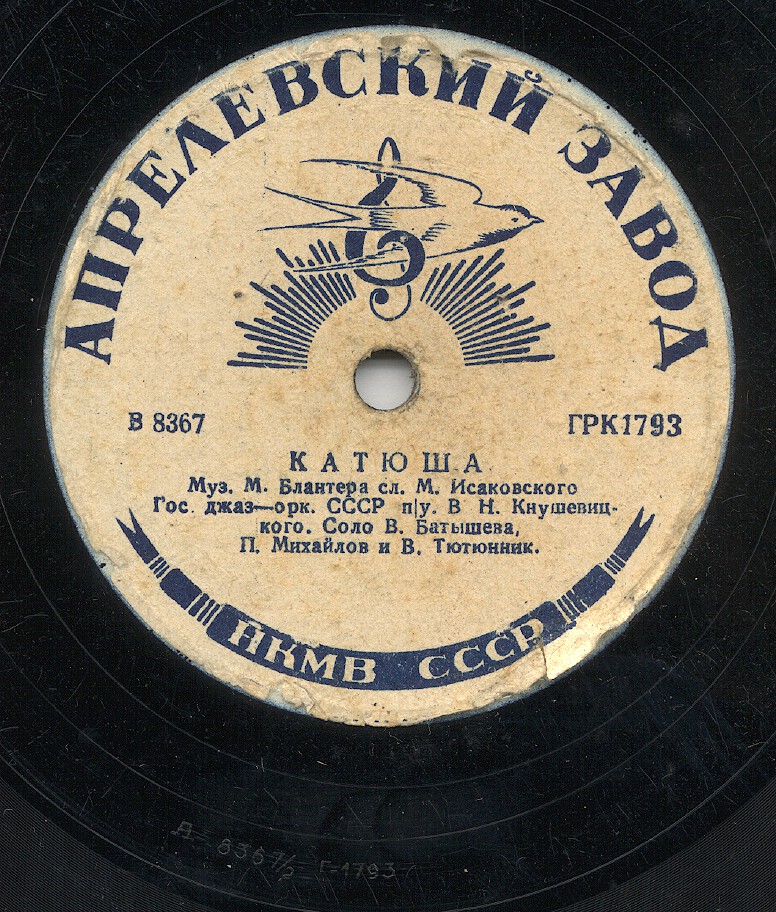 АПРЕЛЕВСКИЙ ЗАВОД
В 8367
ГРК1793
КАТЮША
Муз. М. Блантера сл. М. Исаковского
Гос. джаз—орк. СССР п/у. В Н. Кнушевиц-
кого. Соло В. Батышева,
П. Михайлов и В. Тютюнник.
НКМВ СССР
8367/5 Г-1793